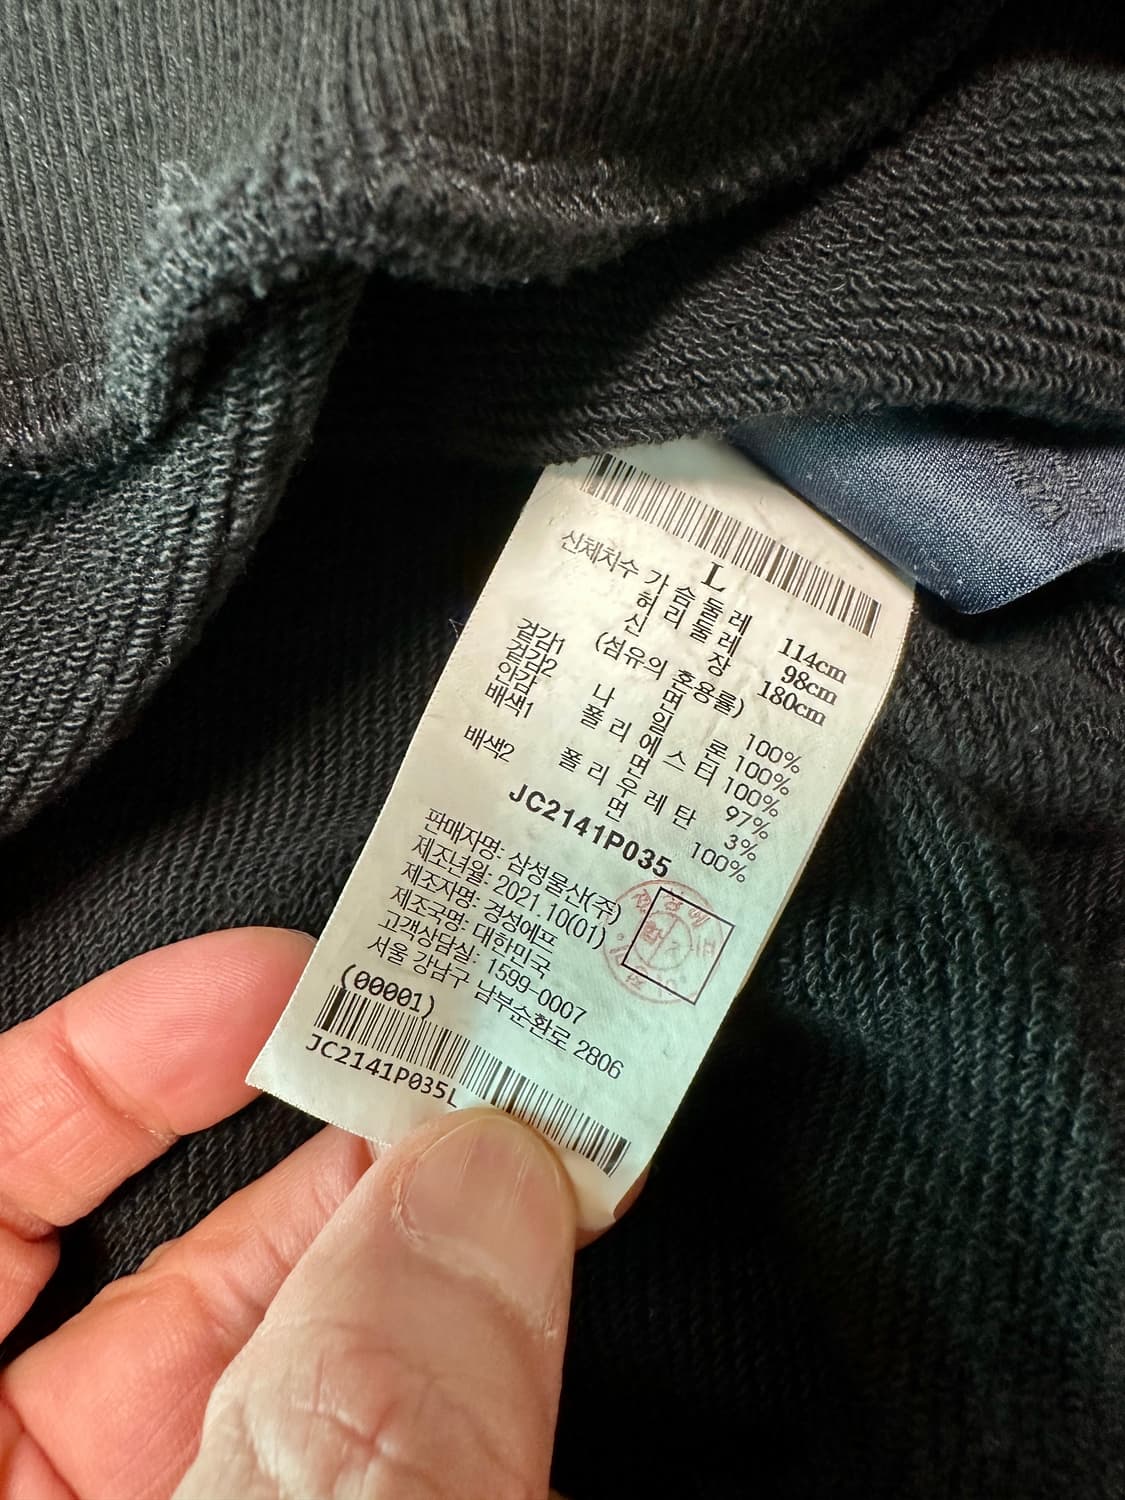 L
신체치수 가슴둘레 114cm
허리둘레 98cm
신장 180cm
(섬유의 혼용률)
겉감1 면 100%
겉감2 나일론 100%
안감 폴리에스터 100%
배색1 면 97%
폴리우레탄 3%
배색2 면 100%
JC2141P035
판매자명: 삼성물산(주)
제조년월: 2021.10(01)
제조자명: 경성에프
제조국명: 대한민국
고객상담실: 1599-0007
서울 강남구 남부순환로 2806
(00001)
JC2141P035L